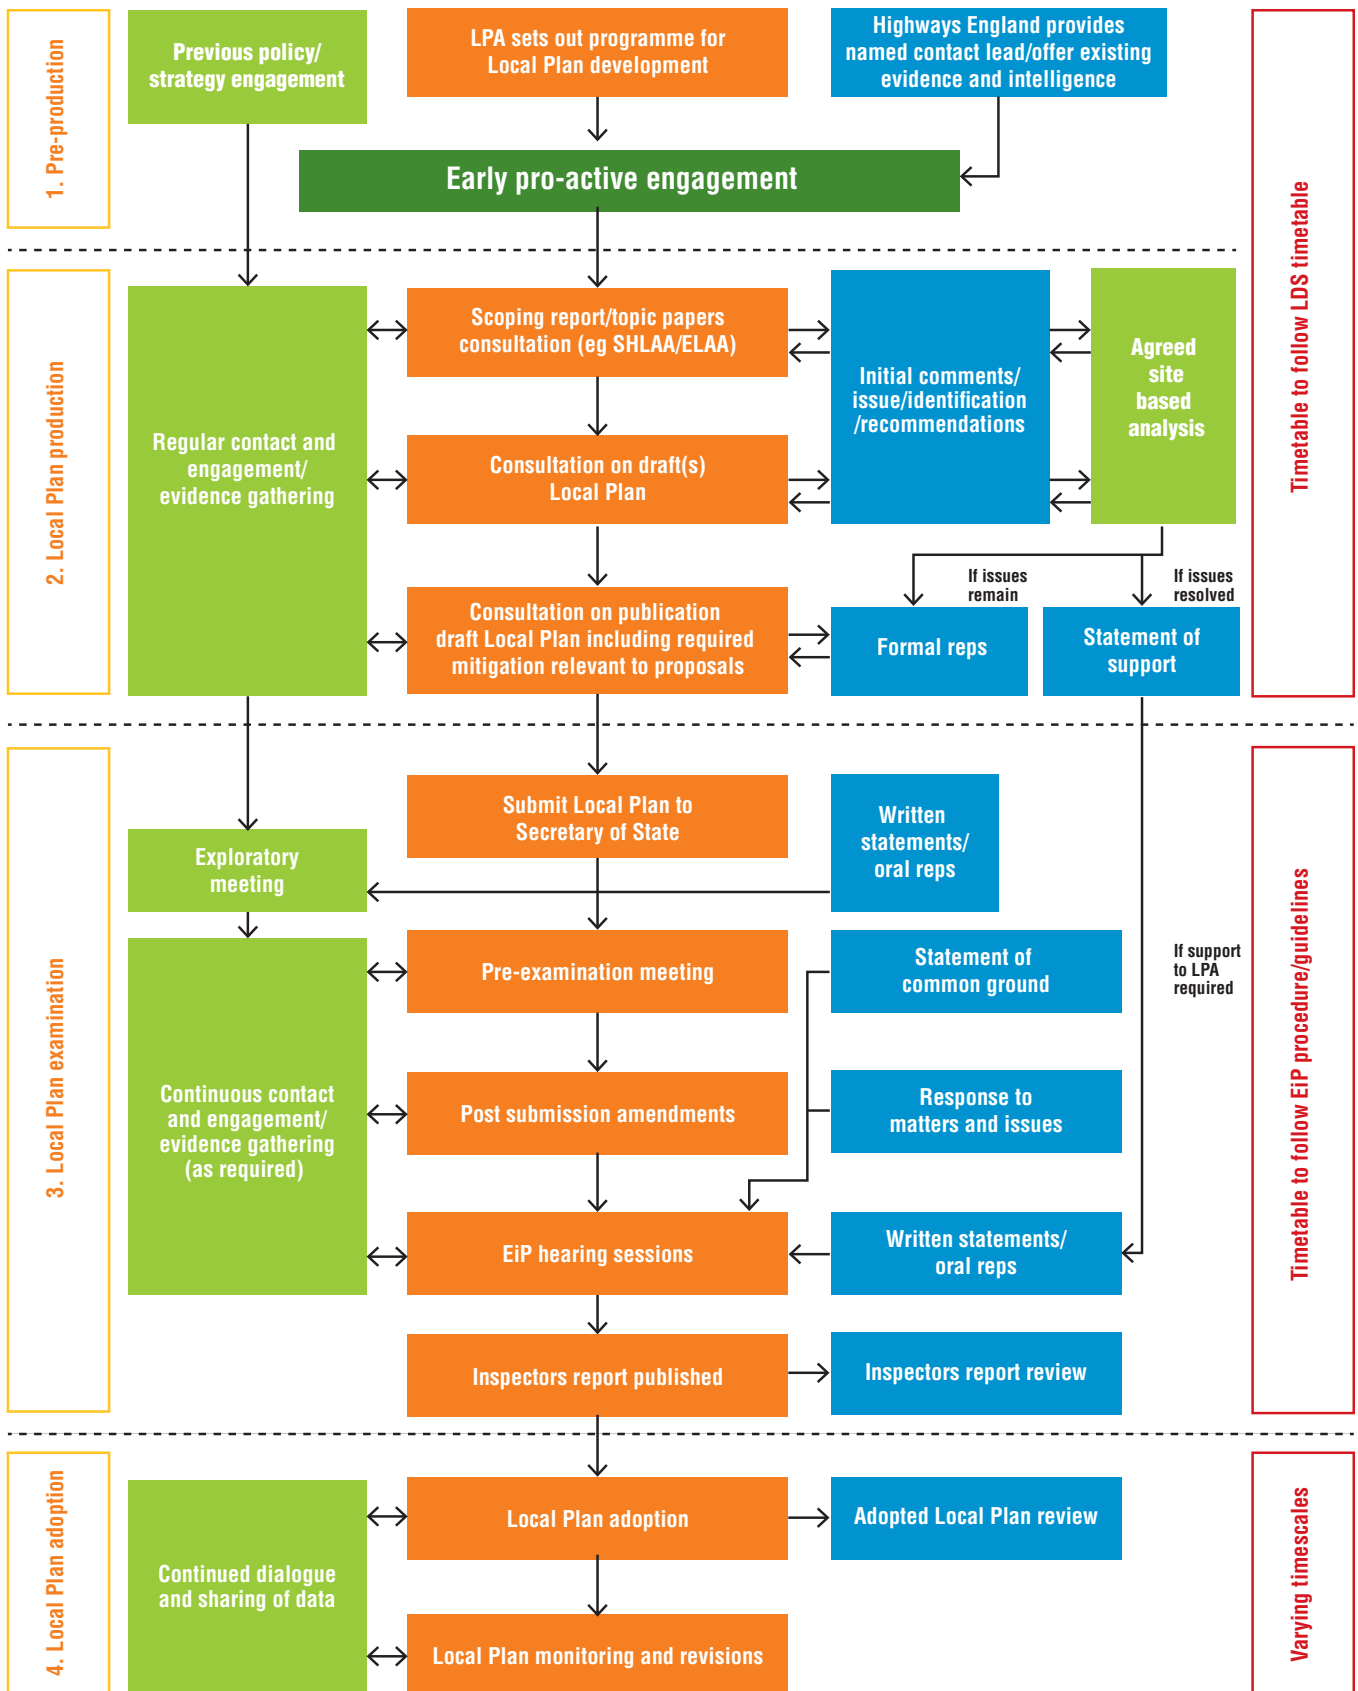 1. Pre-production
Previous policy/
strategy engagement
LPA sets out programme for
Local Plan development
Highways England provides
named contact lead/offer existing
evidence and intelligence
Early pro-active engagement
Timetable to follow LDS timetable
2. Local Plan production
Regular contact and
engagement/
evidence gathering
Scoping report/topic papers
consultation (eg SHLAA/ELAA)
Initial comments/
issue/identification
/recommendations
Agreed
site
based
analysis
Consultation on draft(s)
Local Plan
If issues
remain
If issues
resolved
Consultation on publication
draft Local Plan including required
mitigation relevant to proposals
Formal reps
Statement of
support
3. Local Plan examination
Submit Local Plan to
Secretary of State
Written
statements/
oral reps
Exploratory
meeting
Pre-examination meeting
Statement of
common ground
If support
to LPA
required
Timetable to follow EiP procedure/guidelines
Continuous contact
and engagement/
evidence gathering
(as required)
Post submission amendments
Response to
matters and issues
EiP hearing sessions
Written statements/
oral reps
Inspectors report published
Inspectors report review
4. Local Plan adoption
Continued dialogue
and sharing of data
Local Plan adoption
Adopted Local Plan review
Local Plan monitoring and revisions
Varying timescales